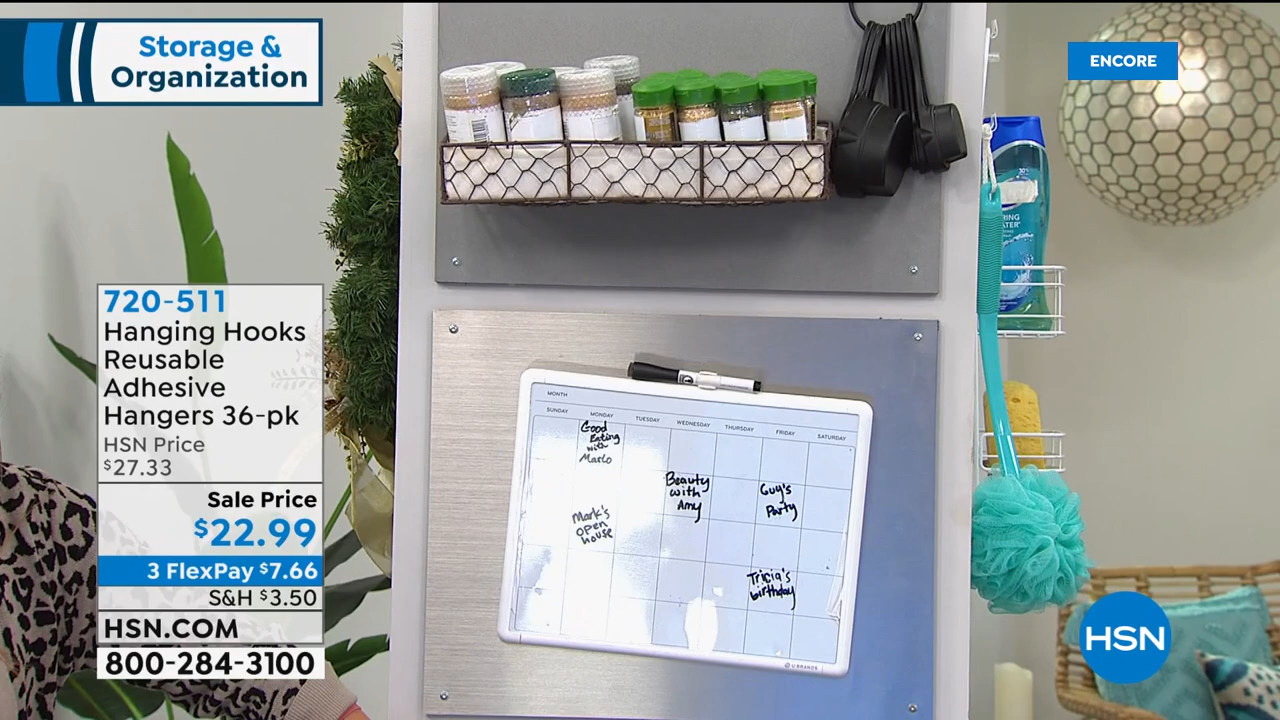 Storage &
Organization
ENCORE
720-511
Hanging Hooks
Reusable
Adhesive
Hangers 36-pk
HSN Price
$27.33
Sale Price
$22.99
3 FlexPay $7.66
S&H $3.50
HSN.COM
800-284-3100
MONTH
SUNDAY MONDAY TUESDAY WEDNESDAY THURSDAY FRIDAY SATURDAY
Good
Eating
with
Marlo
Beauty
with
Amy
Guy's
Party
Mark's
open
house
Tricia's
birthday
U BRANDS
HSN